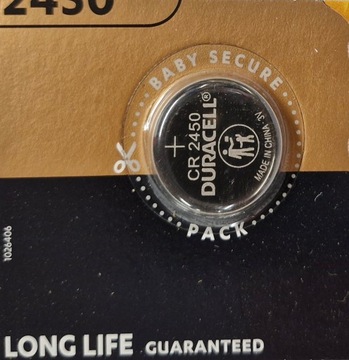 2450
BABY SECURE
PACK
+
CR 2450
DURACELL®
MADE IN CHINA 3V
1026406
LONG LIFE GUARANTEED